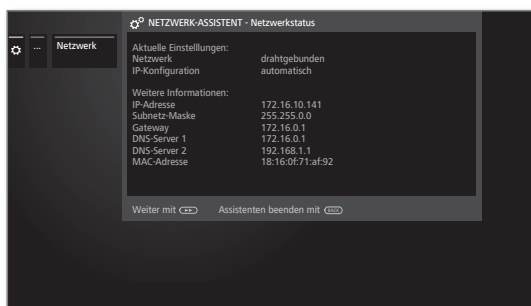 NETZWERK-ASSISTENT - Netzwerkstatus
... Netzwerk
Aktuelle Einstelllungen:
Netzwerk drahtgebunden
IP-Konfiguration automatisch
Weitere Informationen:
IP-Adresse 172.16.10.141
Subnetz-Maske 255.255.0.0
Gateway 172.16.0.1
DNS-Server 1 172.16.0.1
DNS-Server 2 192.168.1.1
MAC-Adresse 18:16:0f:71:af:92
Weiter mit Assistenten beenden mit BACK